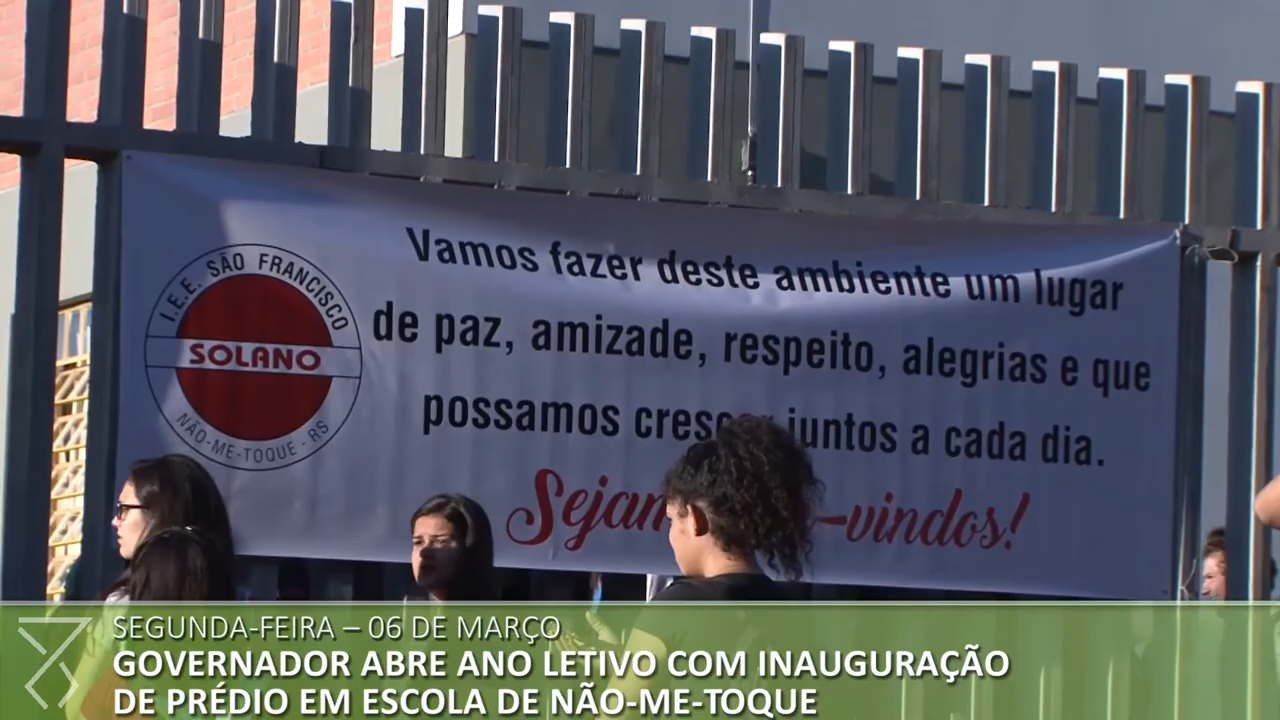 I.E.E. SÃO FRANCISCO
SOLANO
NÃO-ME-TOQUE - RS
Vamos fazer deste ambiente um lugar
de paz, amizade, respeito, alegrias e que
possamos crescer juntos a cada dia.
Sejam -vindos!
SEGUNDA-FEIRA – 06 DE MARÇO
GOVERNADOR ABRE ANO LETIVO COM INAUGURAÇÃO
DE PRÉDIO EM ESCOLA DE NÃO-ME-TOQUE